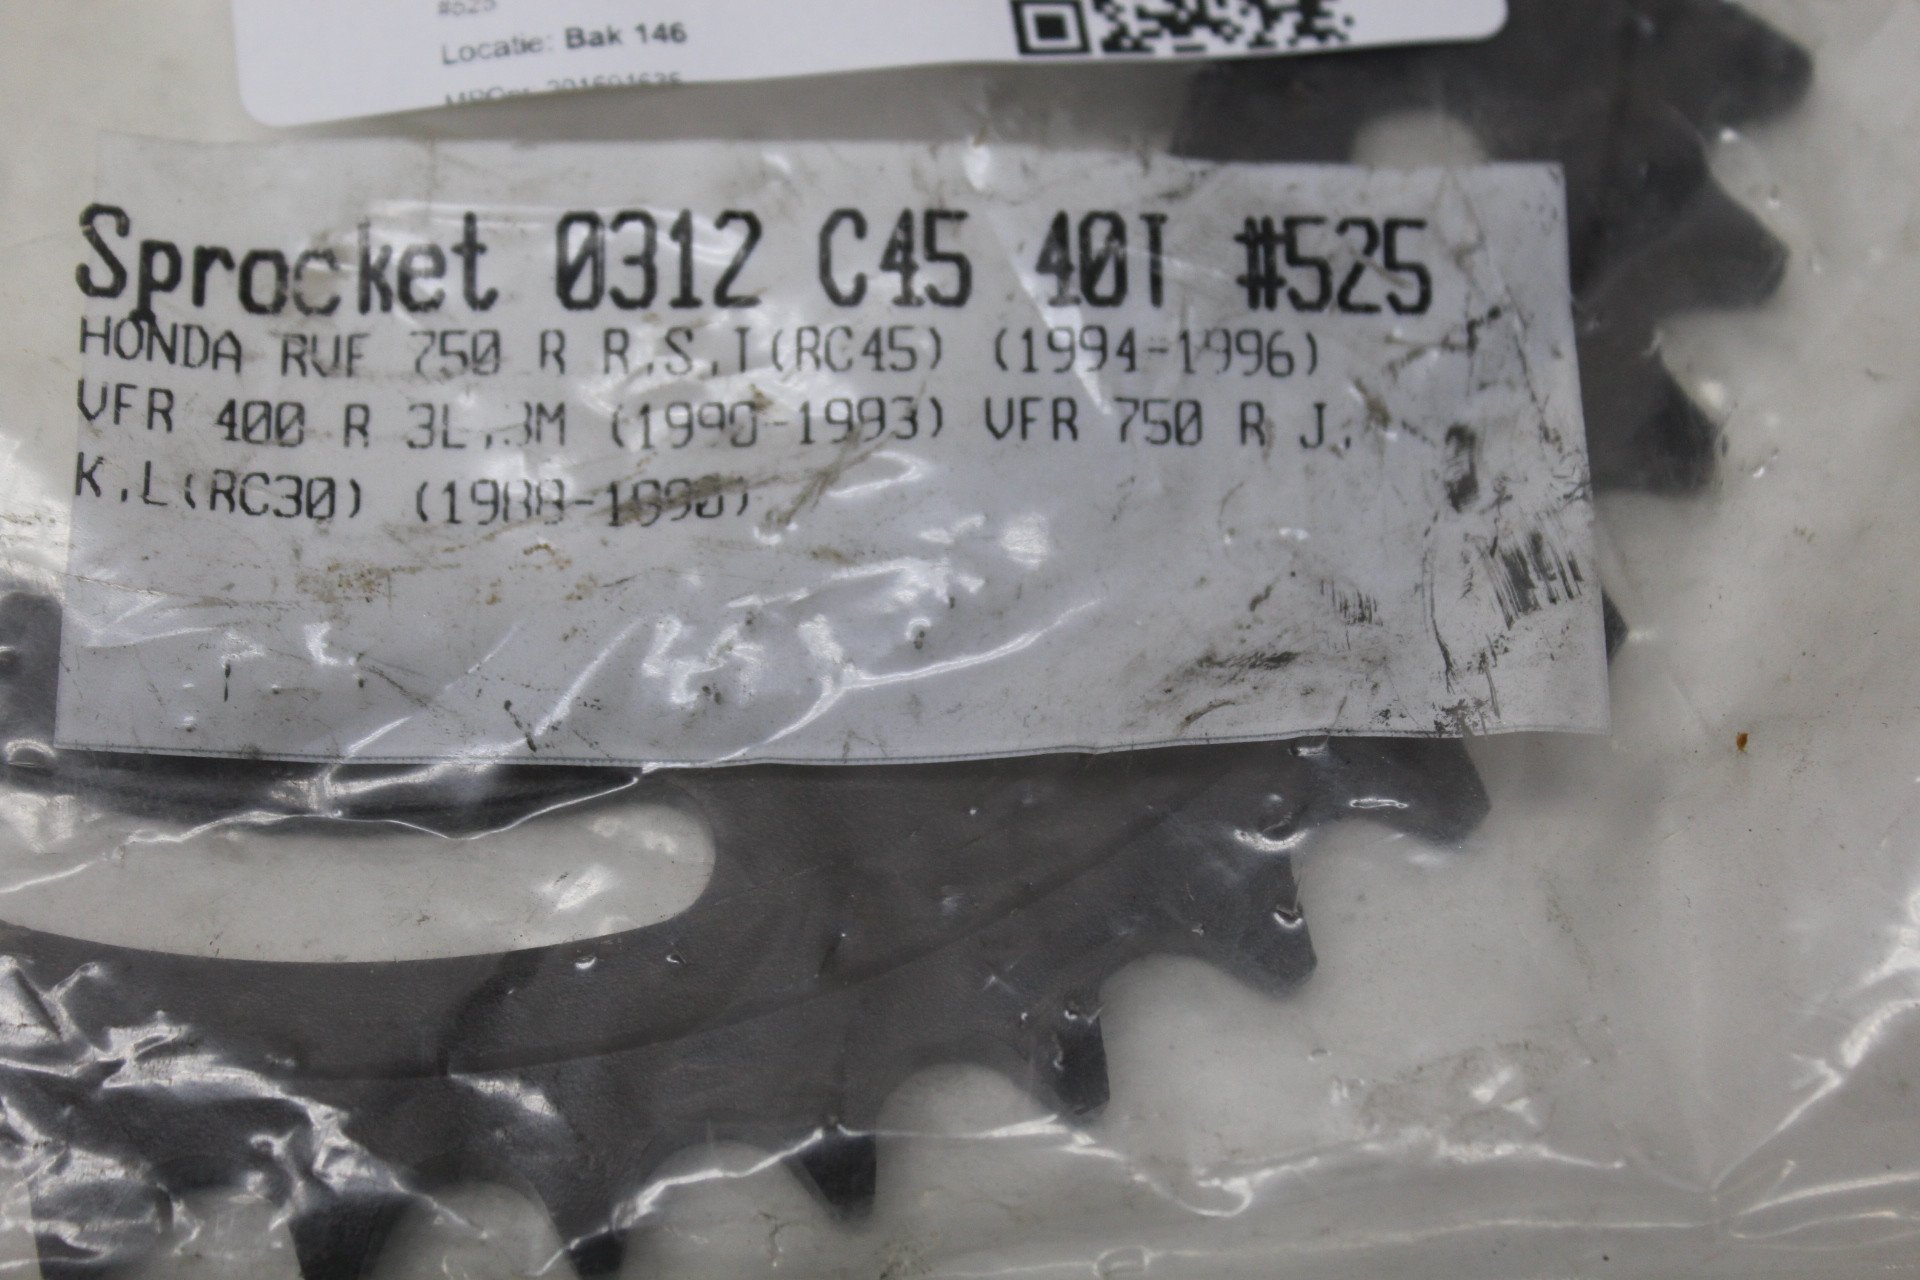 #525
Locatie: Bak 146
Sprocket 0312 C45 40T #525
HONDA RVF 750 R R,S,T(RC45) (1994-1996)
VFR 400 R 3L,3M (1990-1993) VFR 750 R J,
K,L(RC30) (1988-1990)